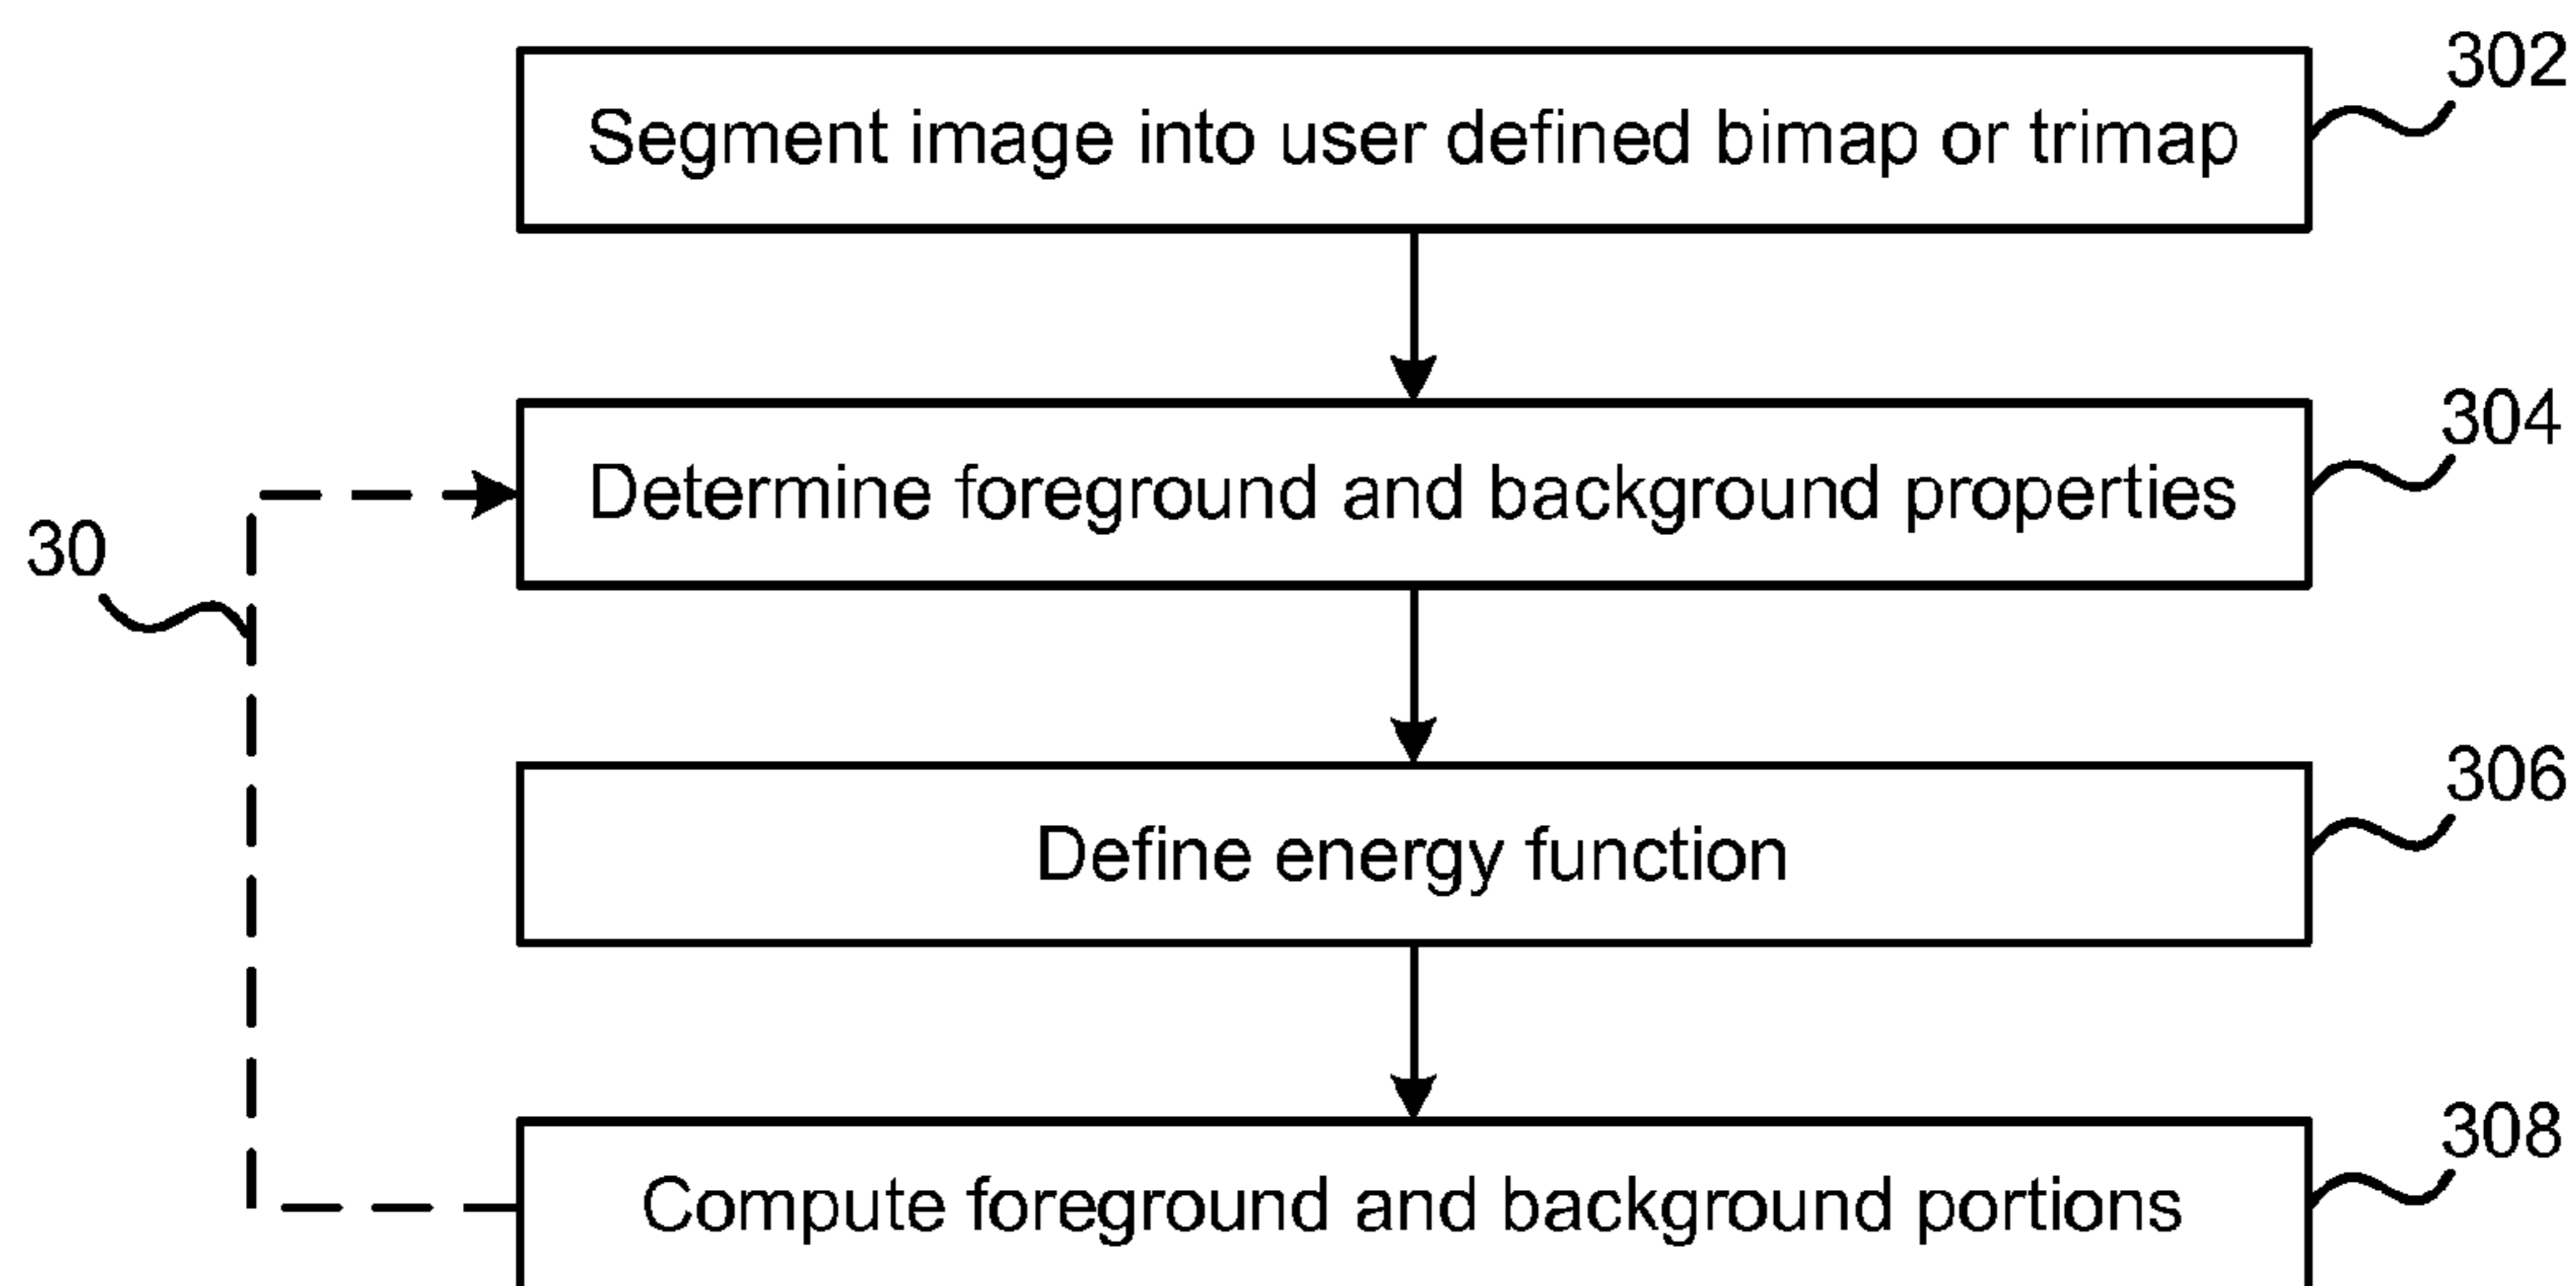 302
Segment image into user defined bimap or trimap
304
Determine foreground and background properties
30
306
Define energy function
308
Compute foreground and background portions